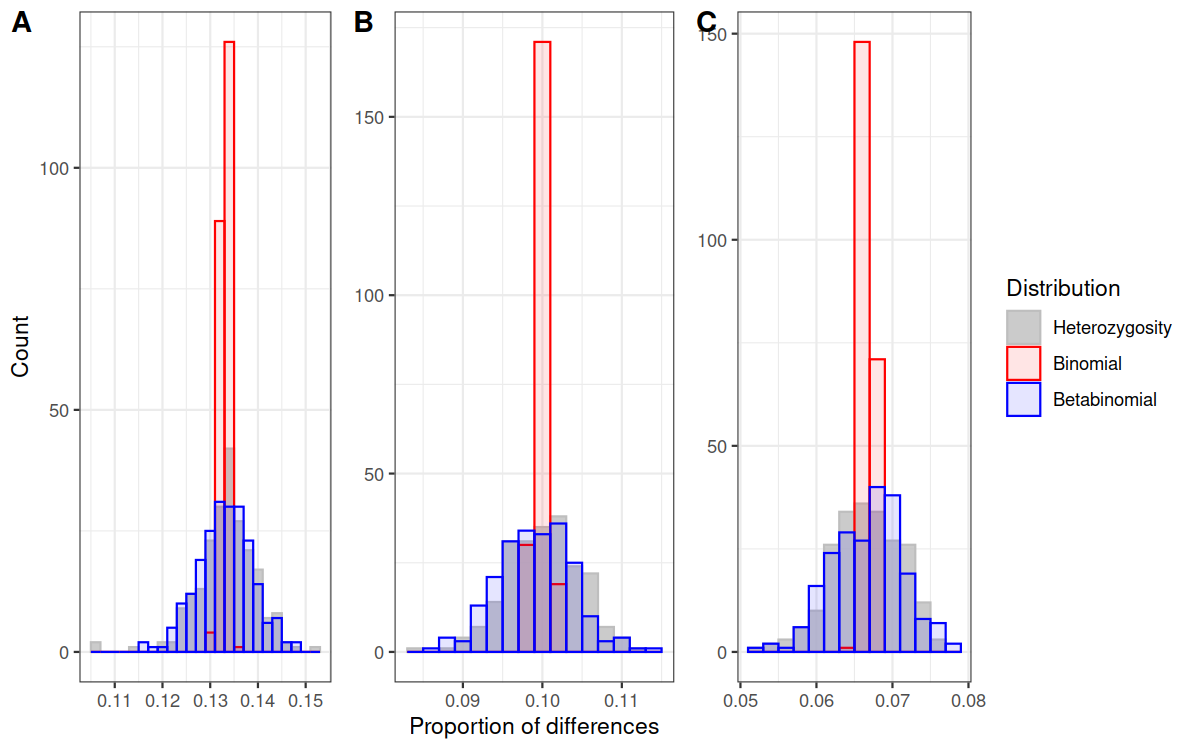 A
B
C
Count
100
50
0
0.11 0.12 0.13 0.14 0.15
150
100
50
0
0.09 0.10 0.11
150
100
50
0
0.05 0.06 0.07 0.08
Proportion of differences
Distribution
Heterozygosity
Binomial
Betabinomial